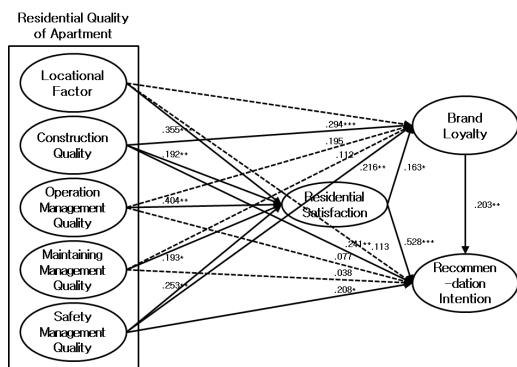 Residential Quality
of Apartment
Locational
Factor
Construction
Quality
Operation
Management
Quality
Maintaining
Management
Quality
Safety
Management
Quality
Residential
Satisfaction
Brand
Loyalty
Recommen
-dation
Intention
.355*
.192**
.404**
.193*
.253**
.294***
.195
.112
.216**
.163*
.203**
.241**
.113
.528***
.077
.038
.208*